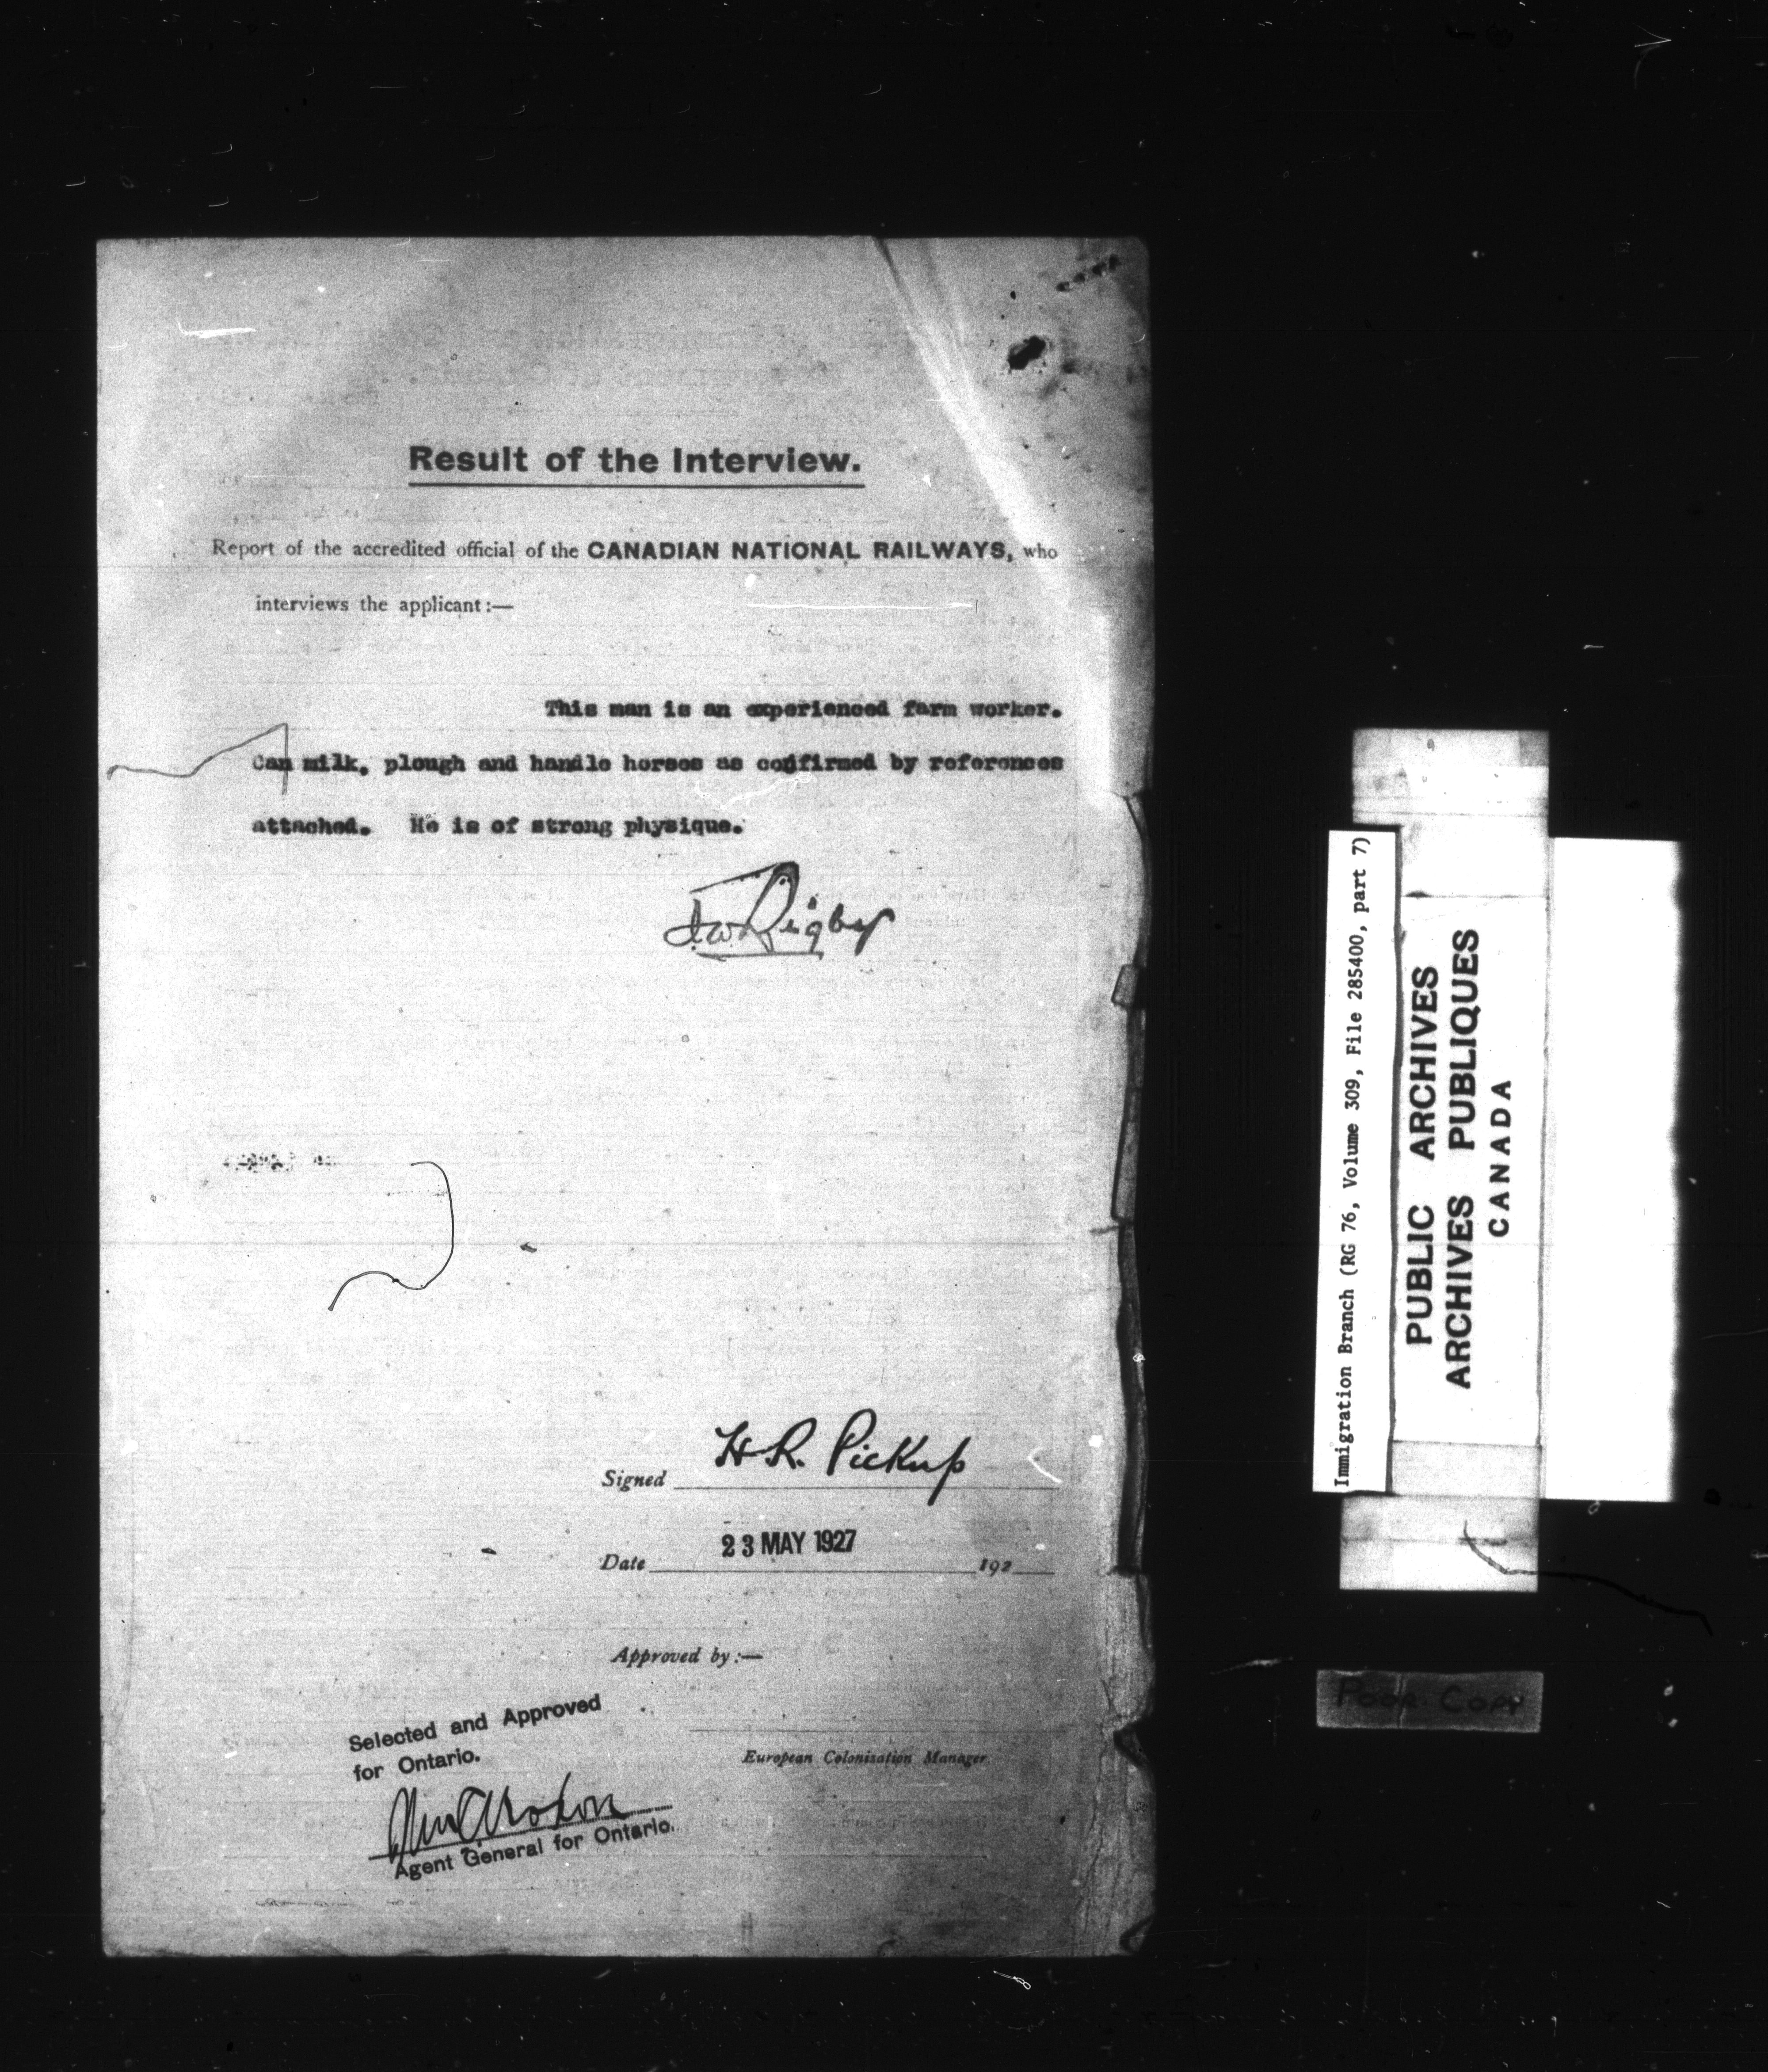 Result of the Interview.
Report of the accredited official of the CANADIAN NATIONAL RAILWAYS, who
interviews the applicant :—
This man is an experienced farm worker.
Can milk, plough and handle horses as confirmed by references
attached. He is of strong physique.
Rigby
Signed H.R. Pickup
Date 23 MAY 1927 192
Approved by :—
European Colonization Manager
Selected and Approved
for Ontario.
Agent General for Ontario.
Immigration Branch (RG 76, Volume 309, File 285400, part 7)
PUBLIC ARCHIVES
ARCHIVES PUBLIQUES
CANADA
POOR COPY